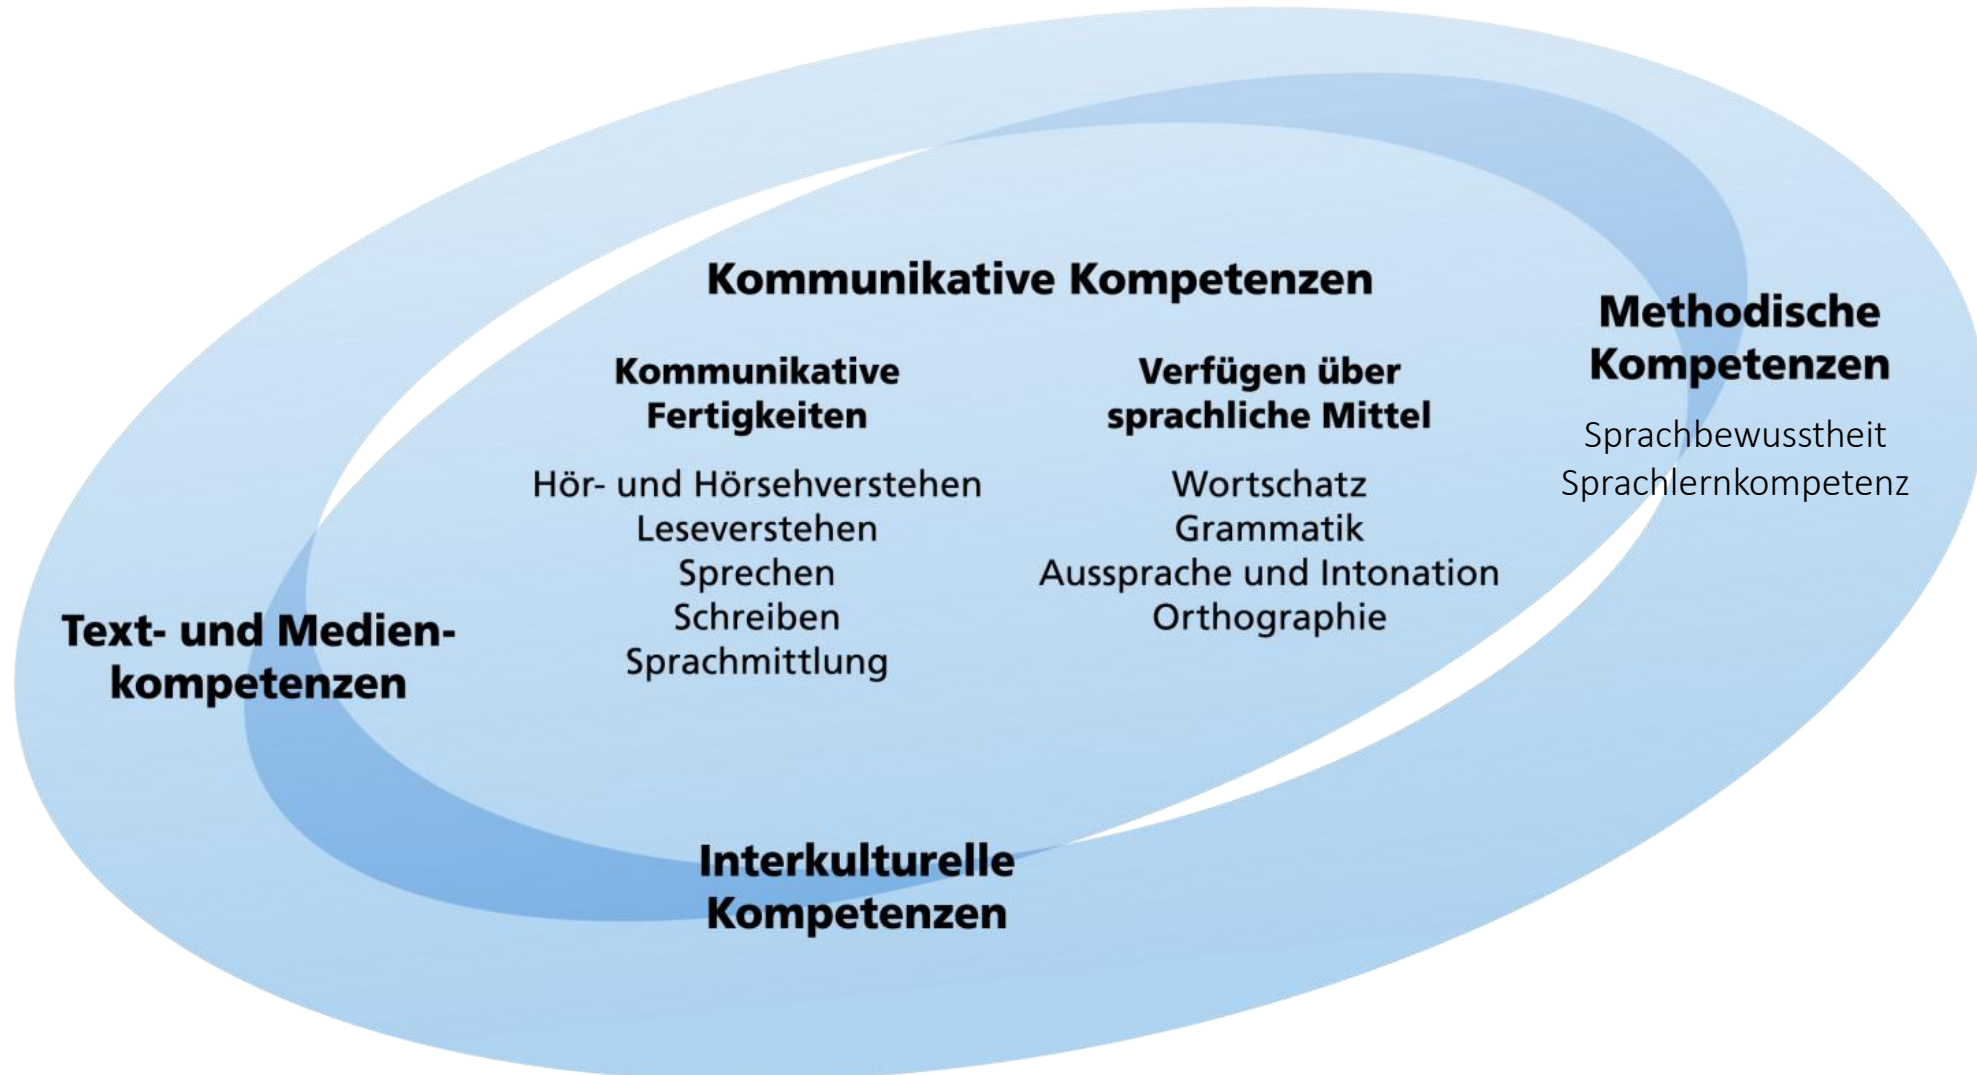 Kommunikative Kompetenzen
Kommunikative
Fertigkeiten
Hör- und Hörsehverstehen
Leseverstehen
Sprechen
Schreiben
Sprachmittlung
Verfügen über
sprachliche Mittel
Wortschatz
Grammatik
Aussprache und Intonation
Orthographie
Methodische
Kompetenzen
Sprachbewusstheit
Sprachlernkompetenz
Text- und Medien-
kompetenzen
Interkulturelle
Kompetenzen